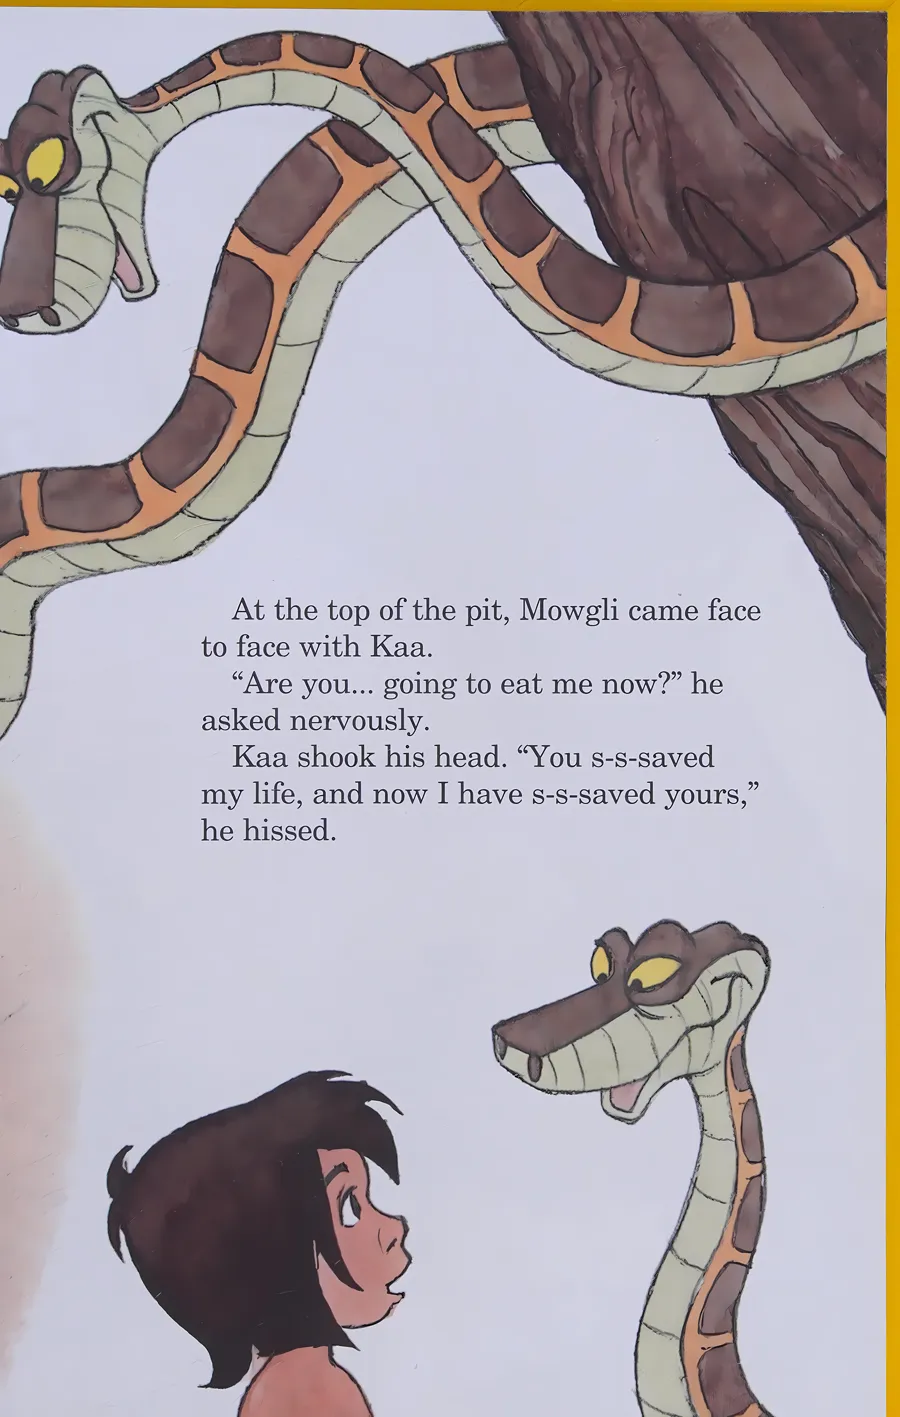 At the top of the pit, Mowgli came face
to face with Kaa.
“Are you... going to eat me now?” he
asked nervously.
Kaa shook his head. “You s-s-saved
my life, and now I have s-s-saved yours,”
he hissed.